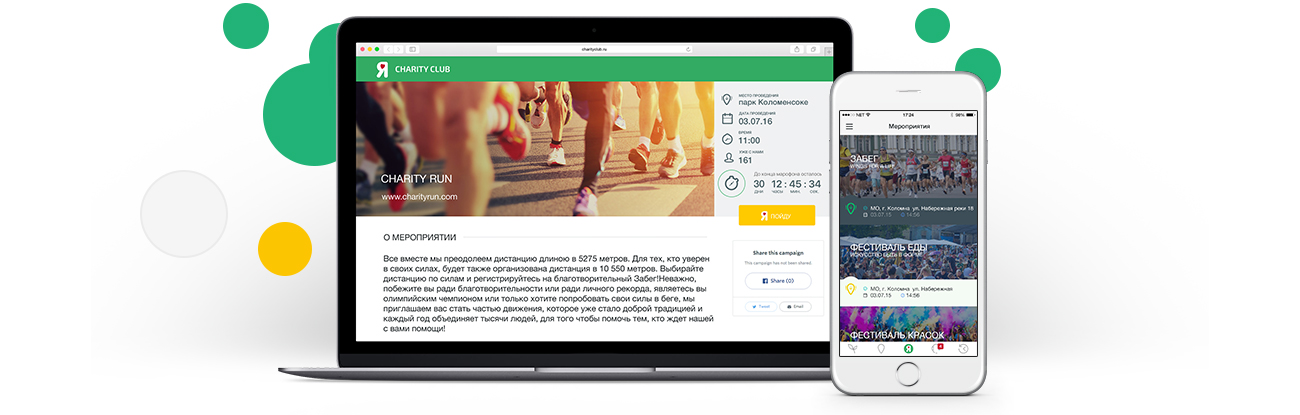 charityclub.ru
CHARITY CLUB
CHARITY RUN
www.charityrun.com
МЕСТО ПРОВЕДЕНИЯ
парк Коломенсоке
ДАТА ПРОВЕДЕНИЯ
03.07.16
ВРЕМЯ
11:00
УЖЕ С НАМИ
161
До конца марофона осталось
30 12 : 45 : 34
дни часы мин. сек.
ПОЙДУ
О МЕРОПРИЯТИИ
Все вместе мы преодолеем дистанцию длиною в 5275 метров. Для тех, кто уверен
в своих силах, будет также организована дистанция в 10 550 метров. Выбирайте
дистанцию по силам и регистрируйтесь на благотворительный Забег!Неважно,
побежите вы ради благотворительности или ради личного рекорда, являетесь вы
олимпийским чемпионом или только хотите попробовать свои силы в беге, мы
приглашаем вас стать частью движения, которое уже стало доброй традицией и
каждый год объединяет тысячи людей, для того чтобы помочь тем, кто ждет нашей
с вами помощи!
Share this campaign
This campaign has not been shared.
Share (0)
Tweet
Email
NET 17:24 98%
Мероприятия
ЗАБЕГ
МО, г. Коломна ул. Набережная реки 18
03.07.15 14:56
ФЕСТИВАЛЬ ЕДЫ
ИСКУССТВО БЫТЬ В ФОРМЕ
МО, г. Коломна ул. Набережная
03.07.15 14:56
ФЕСТИВАЛЬ КРАСОК